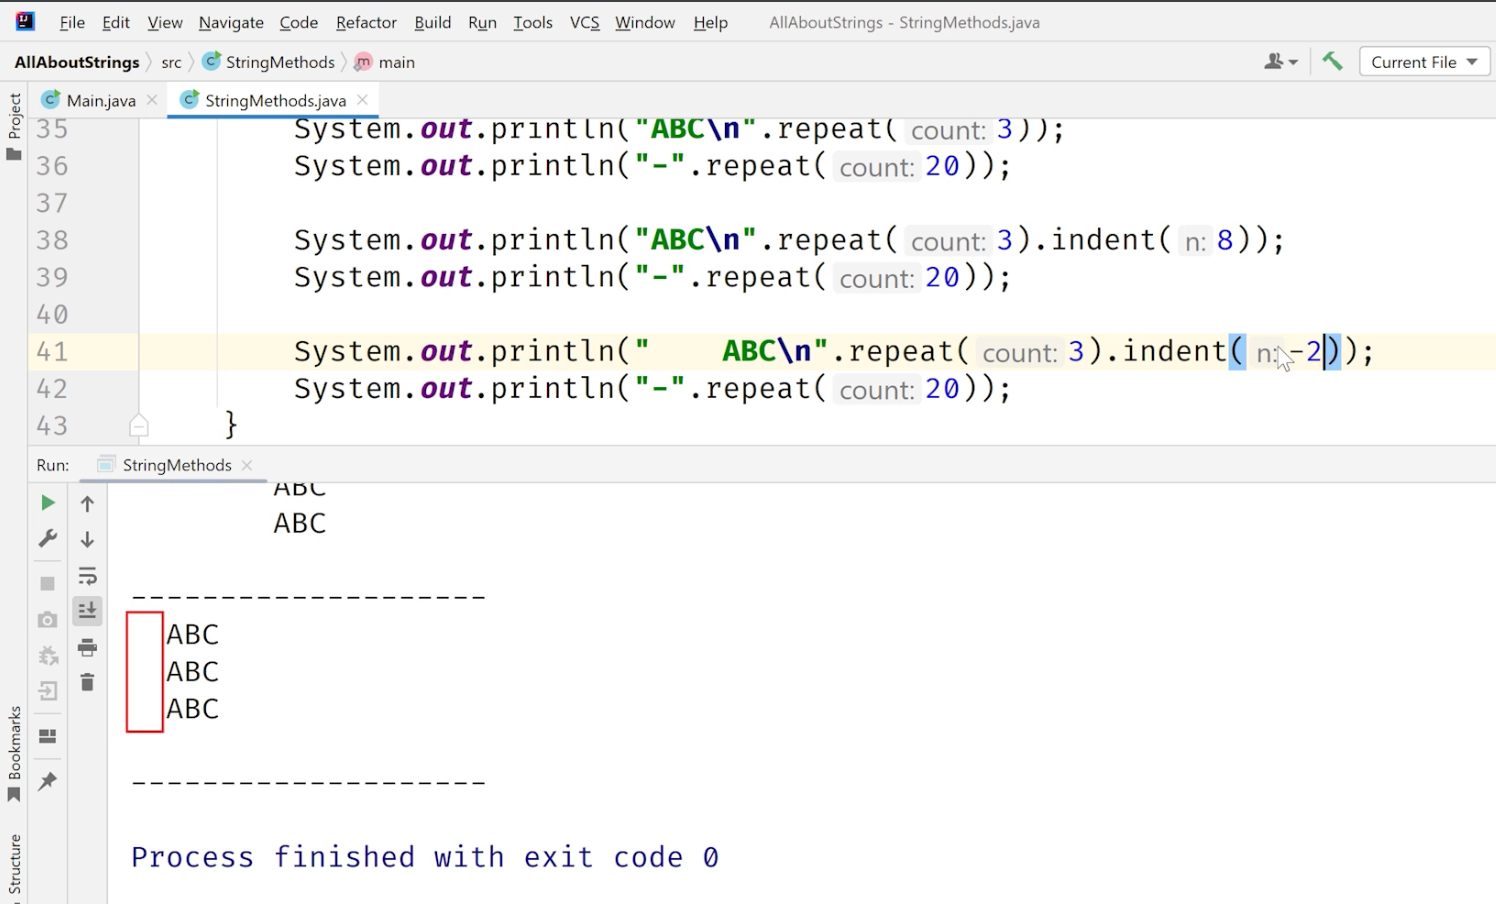 File Edit View Navigate Code Refactor Build Run Tools VCS Window Help AllAboutStrings - StringMethods.java
AllAboutStrings src StringMethods main Current File
Project
Main.java StringMethods.java
35 System.out.println("ABC\n".repeat( count: 3));
36 System.out.println("-".repeat( count: 20));
37
38 System.out.println("ABC\n".repeat( count: 3).indent( n: 8));
39 System.out.println("-".repeat( count: 20));
40
41 System.out.println("    ABC\n".repeat( count: 3).indent( n: -2));
42 System.out.println("-".repeat( count: 20));
43 }
Run: StringMethods
        ABC
        ABC
--------------------
  ABC
  ABC
  ABC
--------------------
Process finished with exit code 0
Bookmarks
Structure